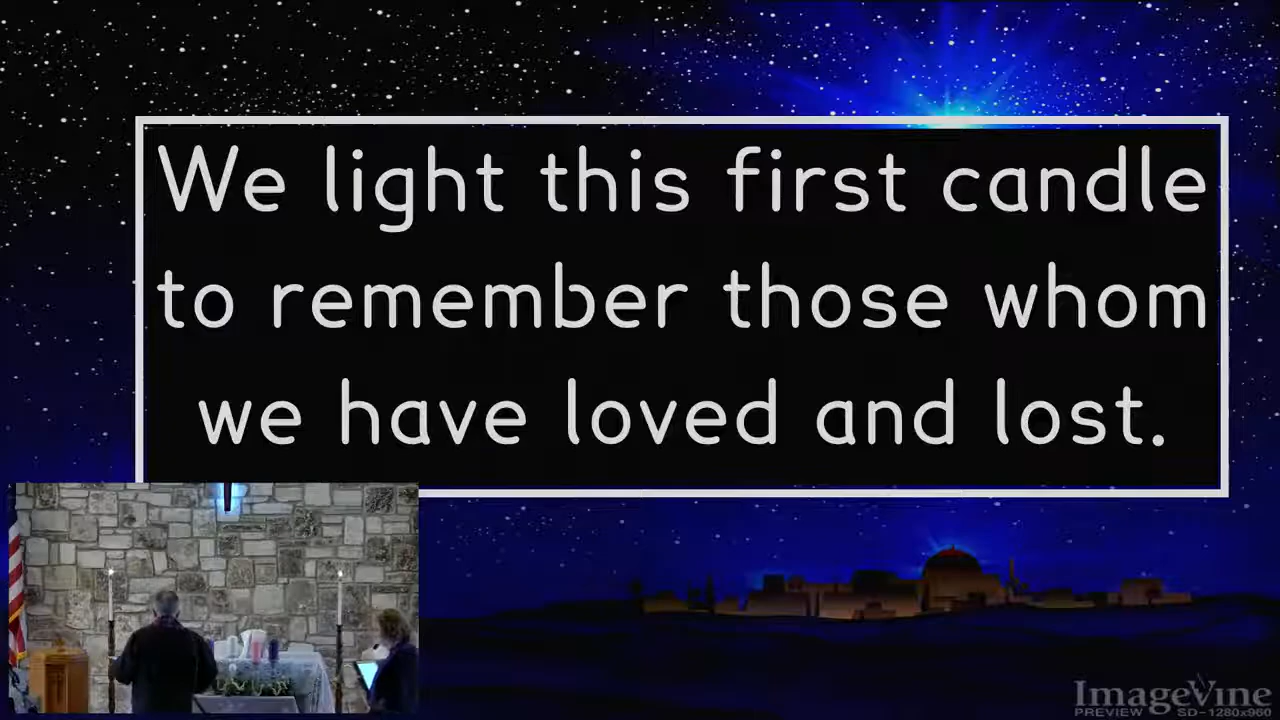 We light this first candle
to remember those whom
we have loved and lost.
ImageVine
PREVIEW SD-1280x960